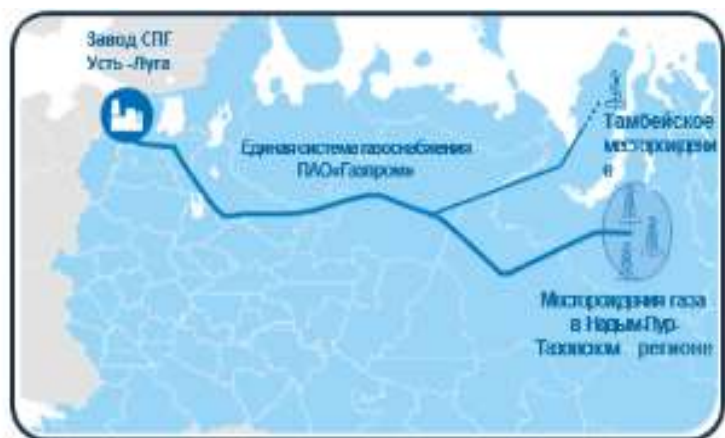 Завод СПГ
Усть -Луга
Единая система газоснабжения
ПАО«Газпром»
Тамбейское
месторождени
е
Месторождения газа
в Надым-Пур-
Тазовском регионе